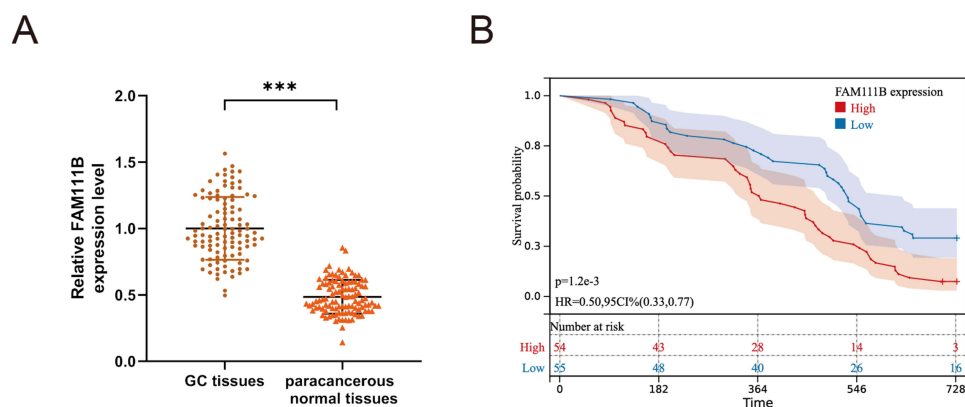 A
Relative FAM111B
expression level
2.0
1.5
1.0
0.5
0.0
***
GC tissues
paracancerous
normal tissues
B
Survival probability
1.0
0.8
0.5
0.3
0.0
FAM111B expression
High
Low
p=1.2e-3
HR=0.50,95CI%(0.33,0.77)
Number at risk
High 54 43 28 14 3
Low 55 48 40 26 16
0 182 364 546 728
Time